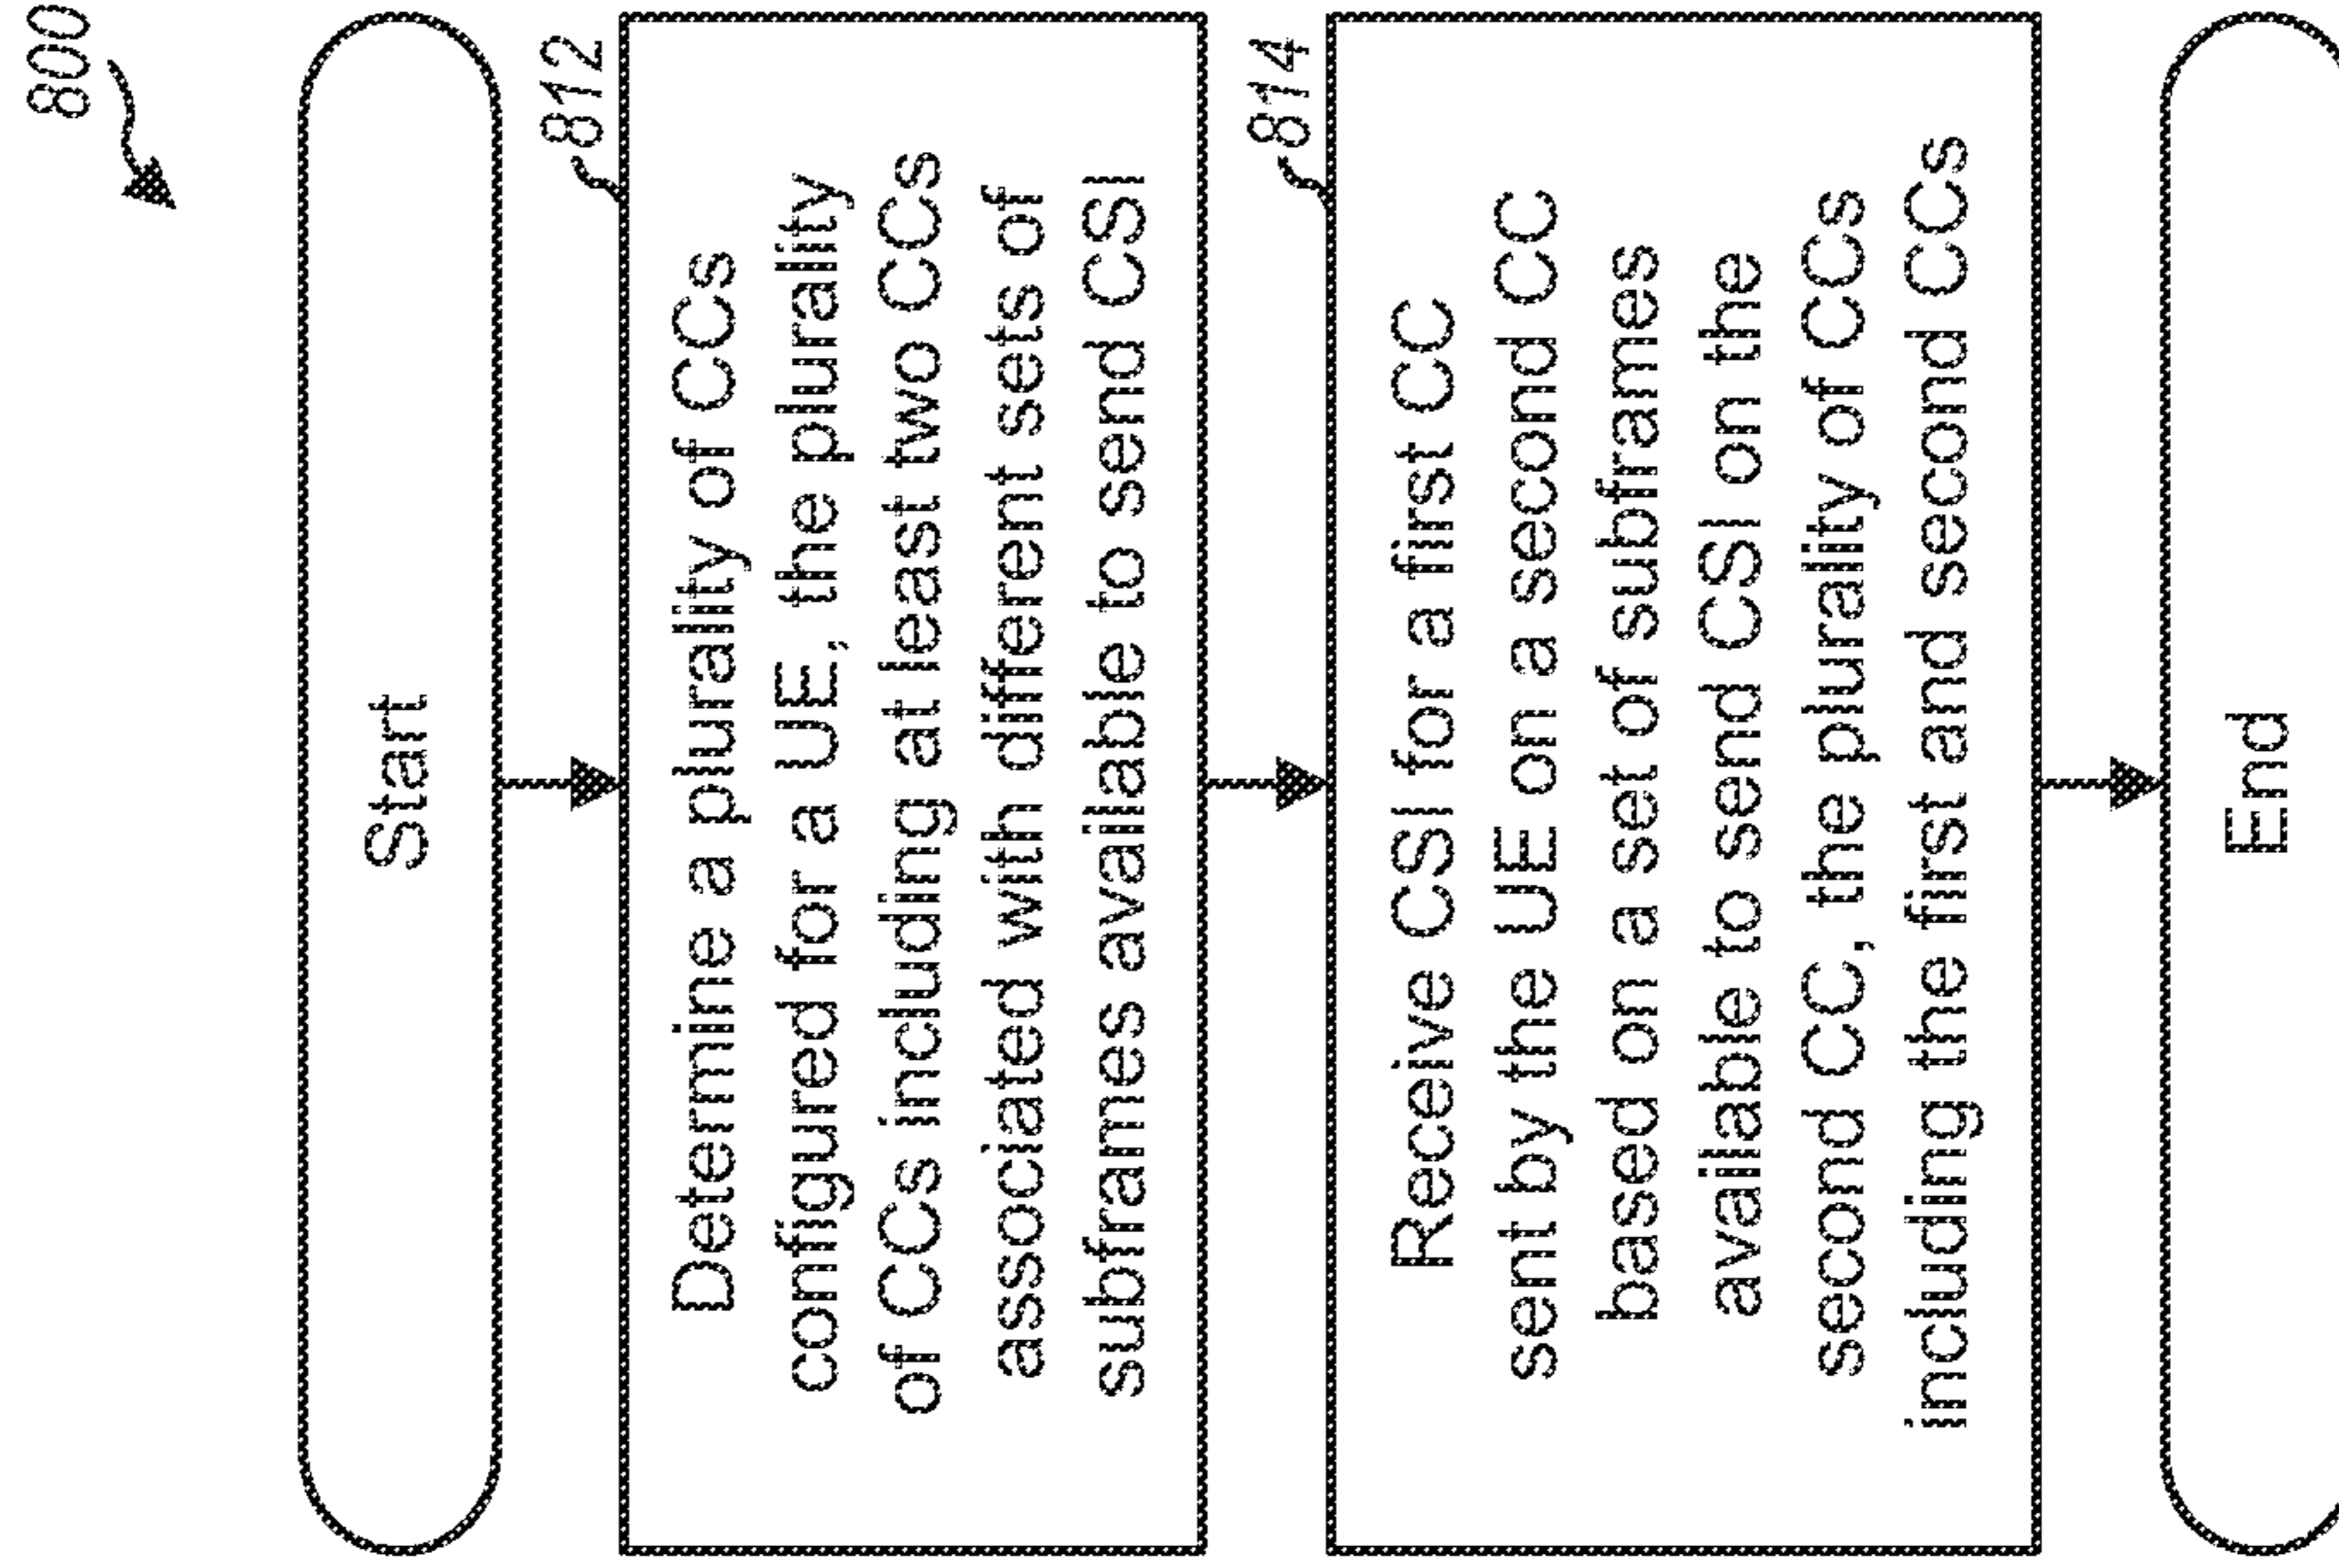 800
Start
812
Determine a plurality of CCs
configured for a UE, the plurality
of CCs including at least two CCs
associated with different sets of
subframes available to send CSI
814
Receive CSI for a first CC
sent by the UE on a second CC
based on a set of subframes
available to send CSI on the
second CC, the plurality of CCs
including the first and second CCs
End